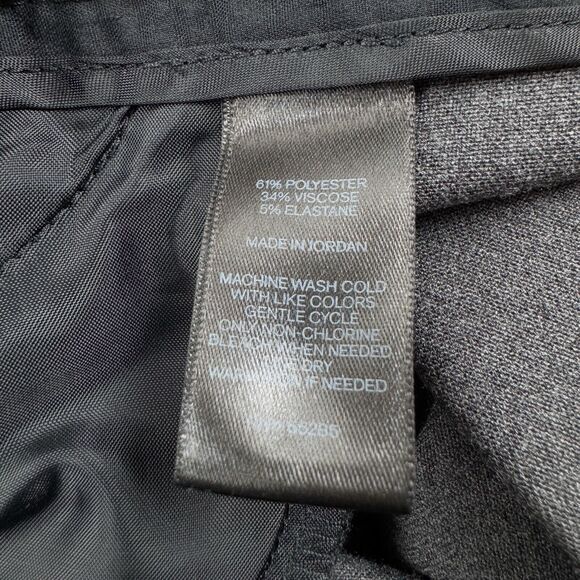 61% POLYESTER
34% VISCOSE
5% ELASTANE
MADE IN JORDAN
MACHINE WASH COLD
WITH LIKE COLORS
GENTLE CYCLE
ONLY NON-CHLORINE
BLEACH WHEN NEEDED
DRY
IF NEEDED